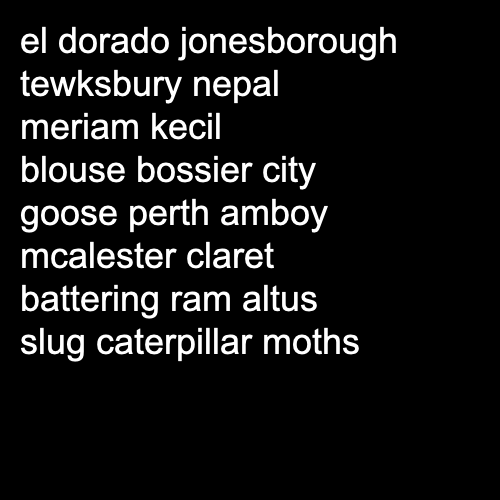 el dorado jonesborough
tewksbury nepal
meriam kecil
blouse bossier city
goose perth amboy
mcalester claret
battering ram altus
slug caterpillar moths